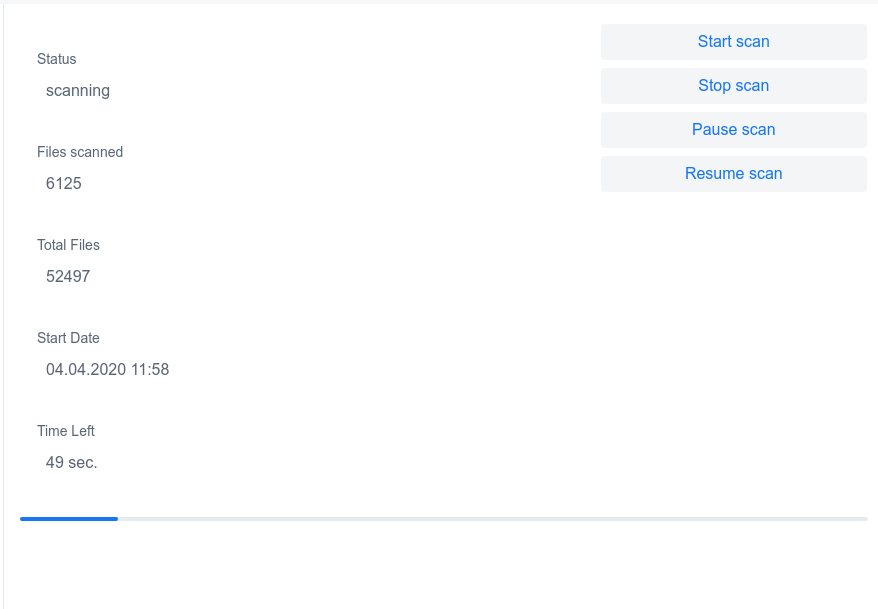 Status
scanning
Files scanned
6125
Total Files
52497
Start Date
04.04.2020 11:58
Time Left
49 sec.
Start scan
Stop scan
Pause scan
Resume scan